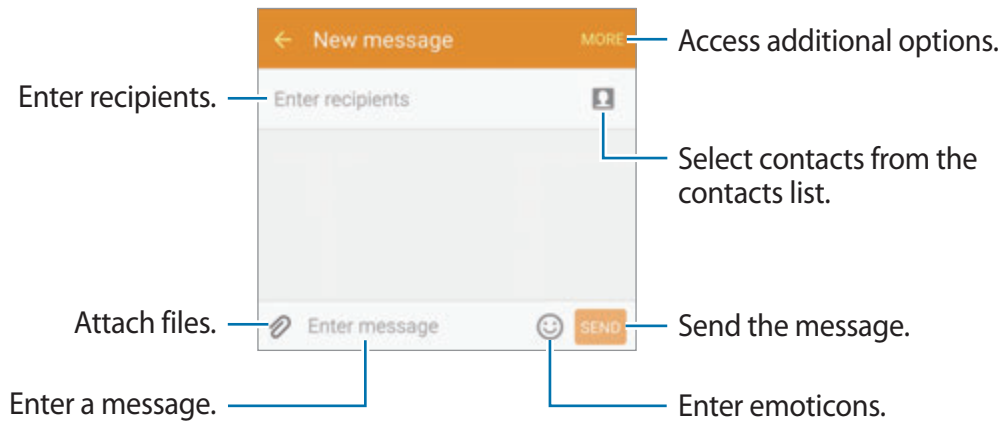 New message
MORE
Access additional options.
Enter recipients.
Enter recipients
Select contacts from the
contacts list.
Attach files.
Enter message
SEND
Send the message.
Enter a message.
Enter emoticons.